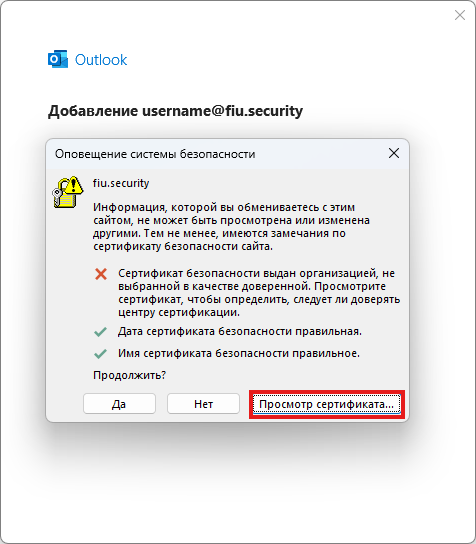 Outlook
Добавление username@fiu.security
Оповещение системы безопасности
fiu.security
Информация, которой вы обмениваетесь с этим
сайтом, не может быть просмотрена или изменена
другими. Тем не менее, имеются замечания по
сертификату безопасности сайта.
Сертификат безопасности выдан организацией, не
выбранной в качестве доверенной. Просмотрите
сертификат, чтобы определить, следует ли доверять
центру сертификации.
Дата сертификата безопасности правильная.
Имя сертификата безопасности правильное.
Продолжить?
Да
Нет
Просмотр сертификата...